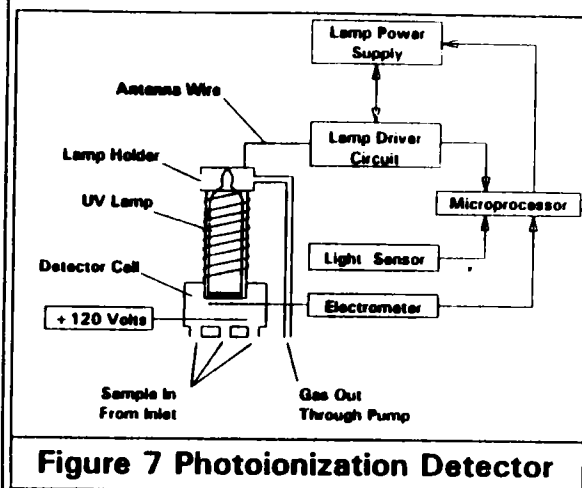 Lamp Power
Supply
Antenna Wire
Lamp Driver
Circuit
Lamp Holder
UV Lamp
Microprocessor
Light Sensor
Detector Cell
Electrometer
+ 120 Volts
Sample In
From Inlet
Gas Out
Through Pump
Figure 7 Photoionization Detector